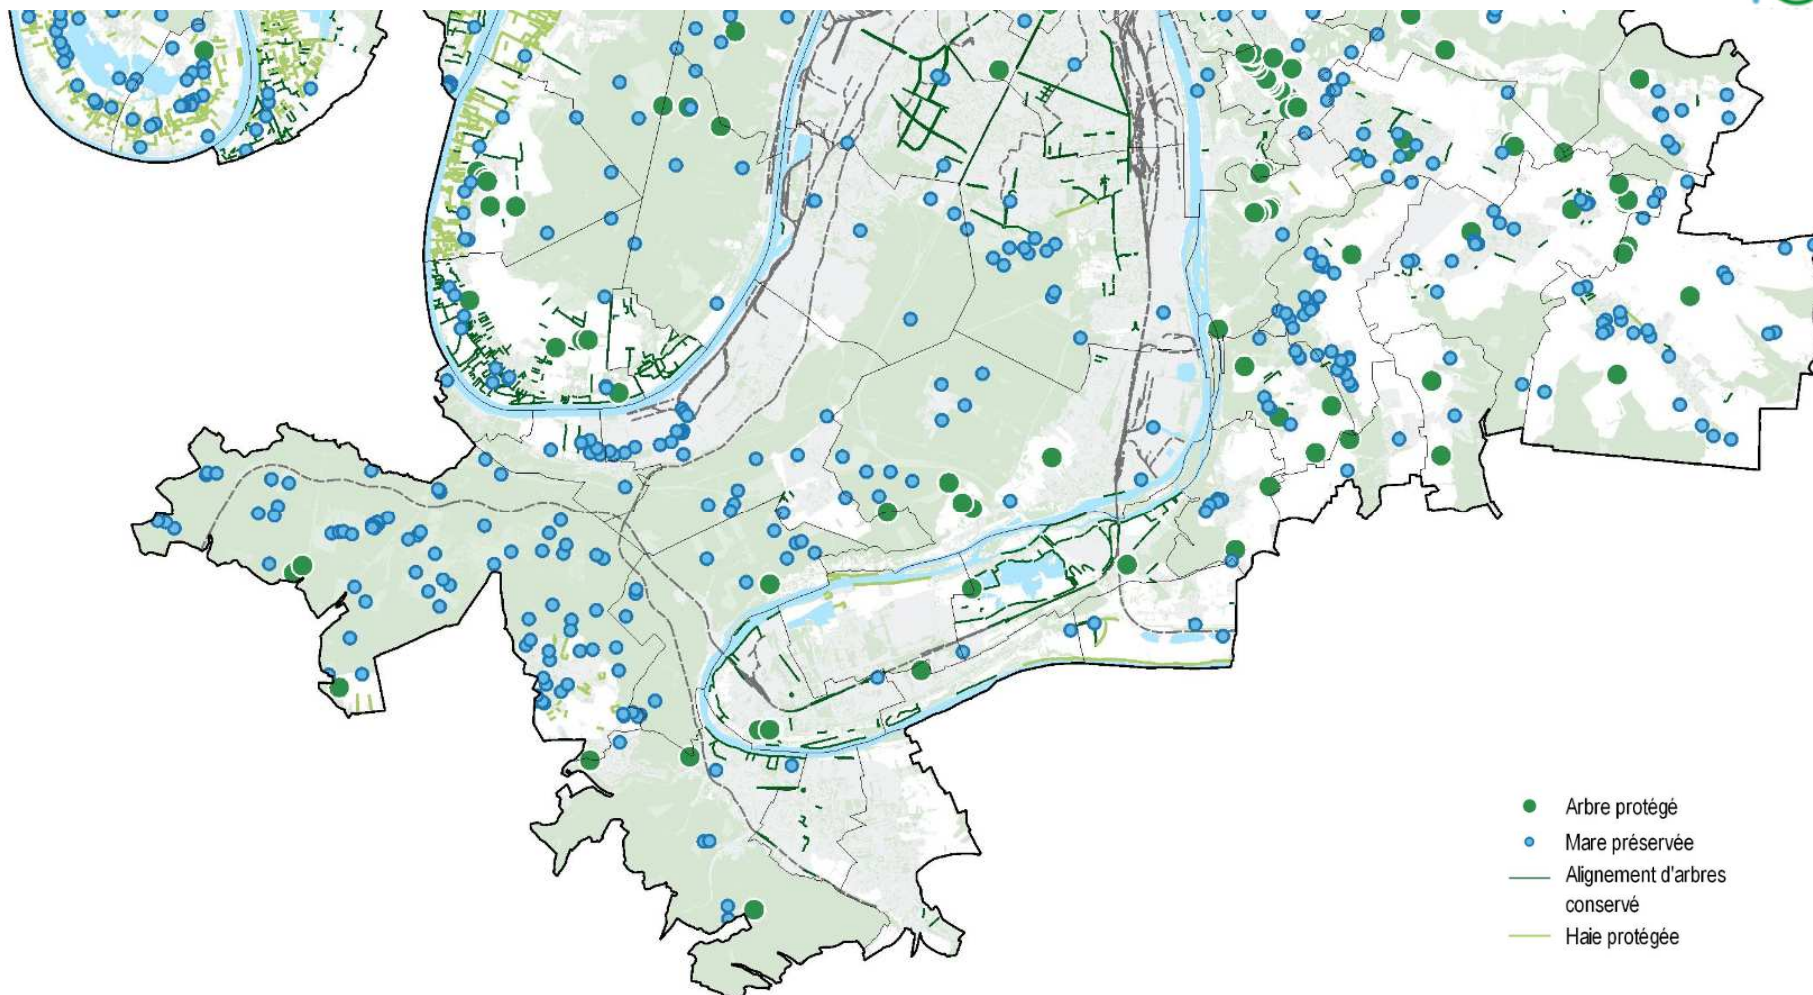 Arbre protégé
Mare préservée
Alignement d'arbres
conservé
Haie protégée